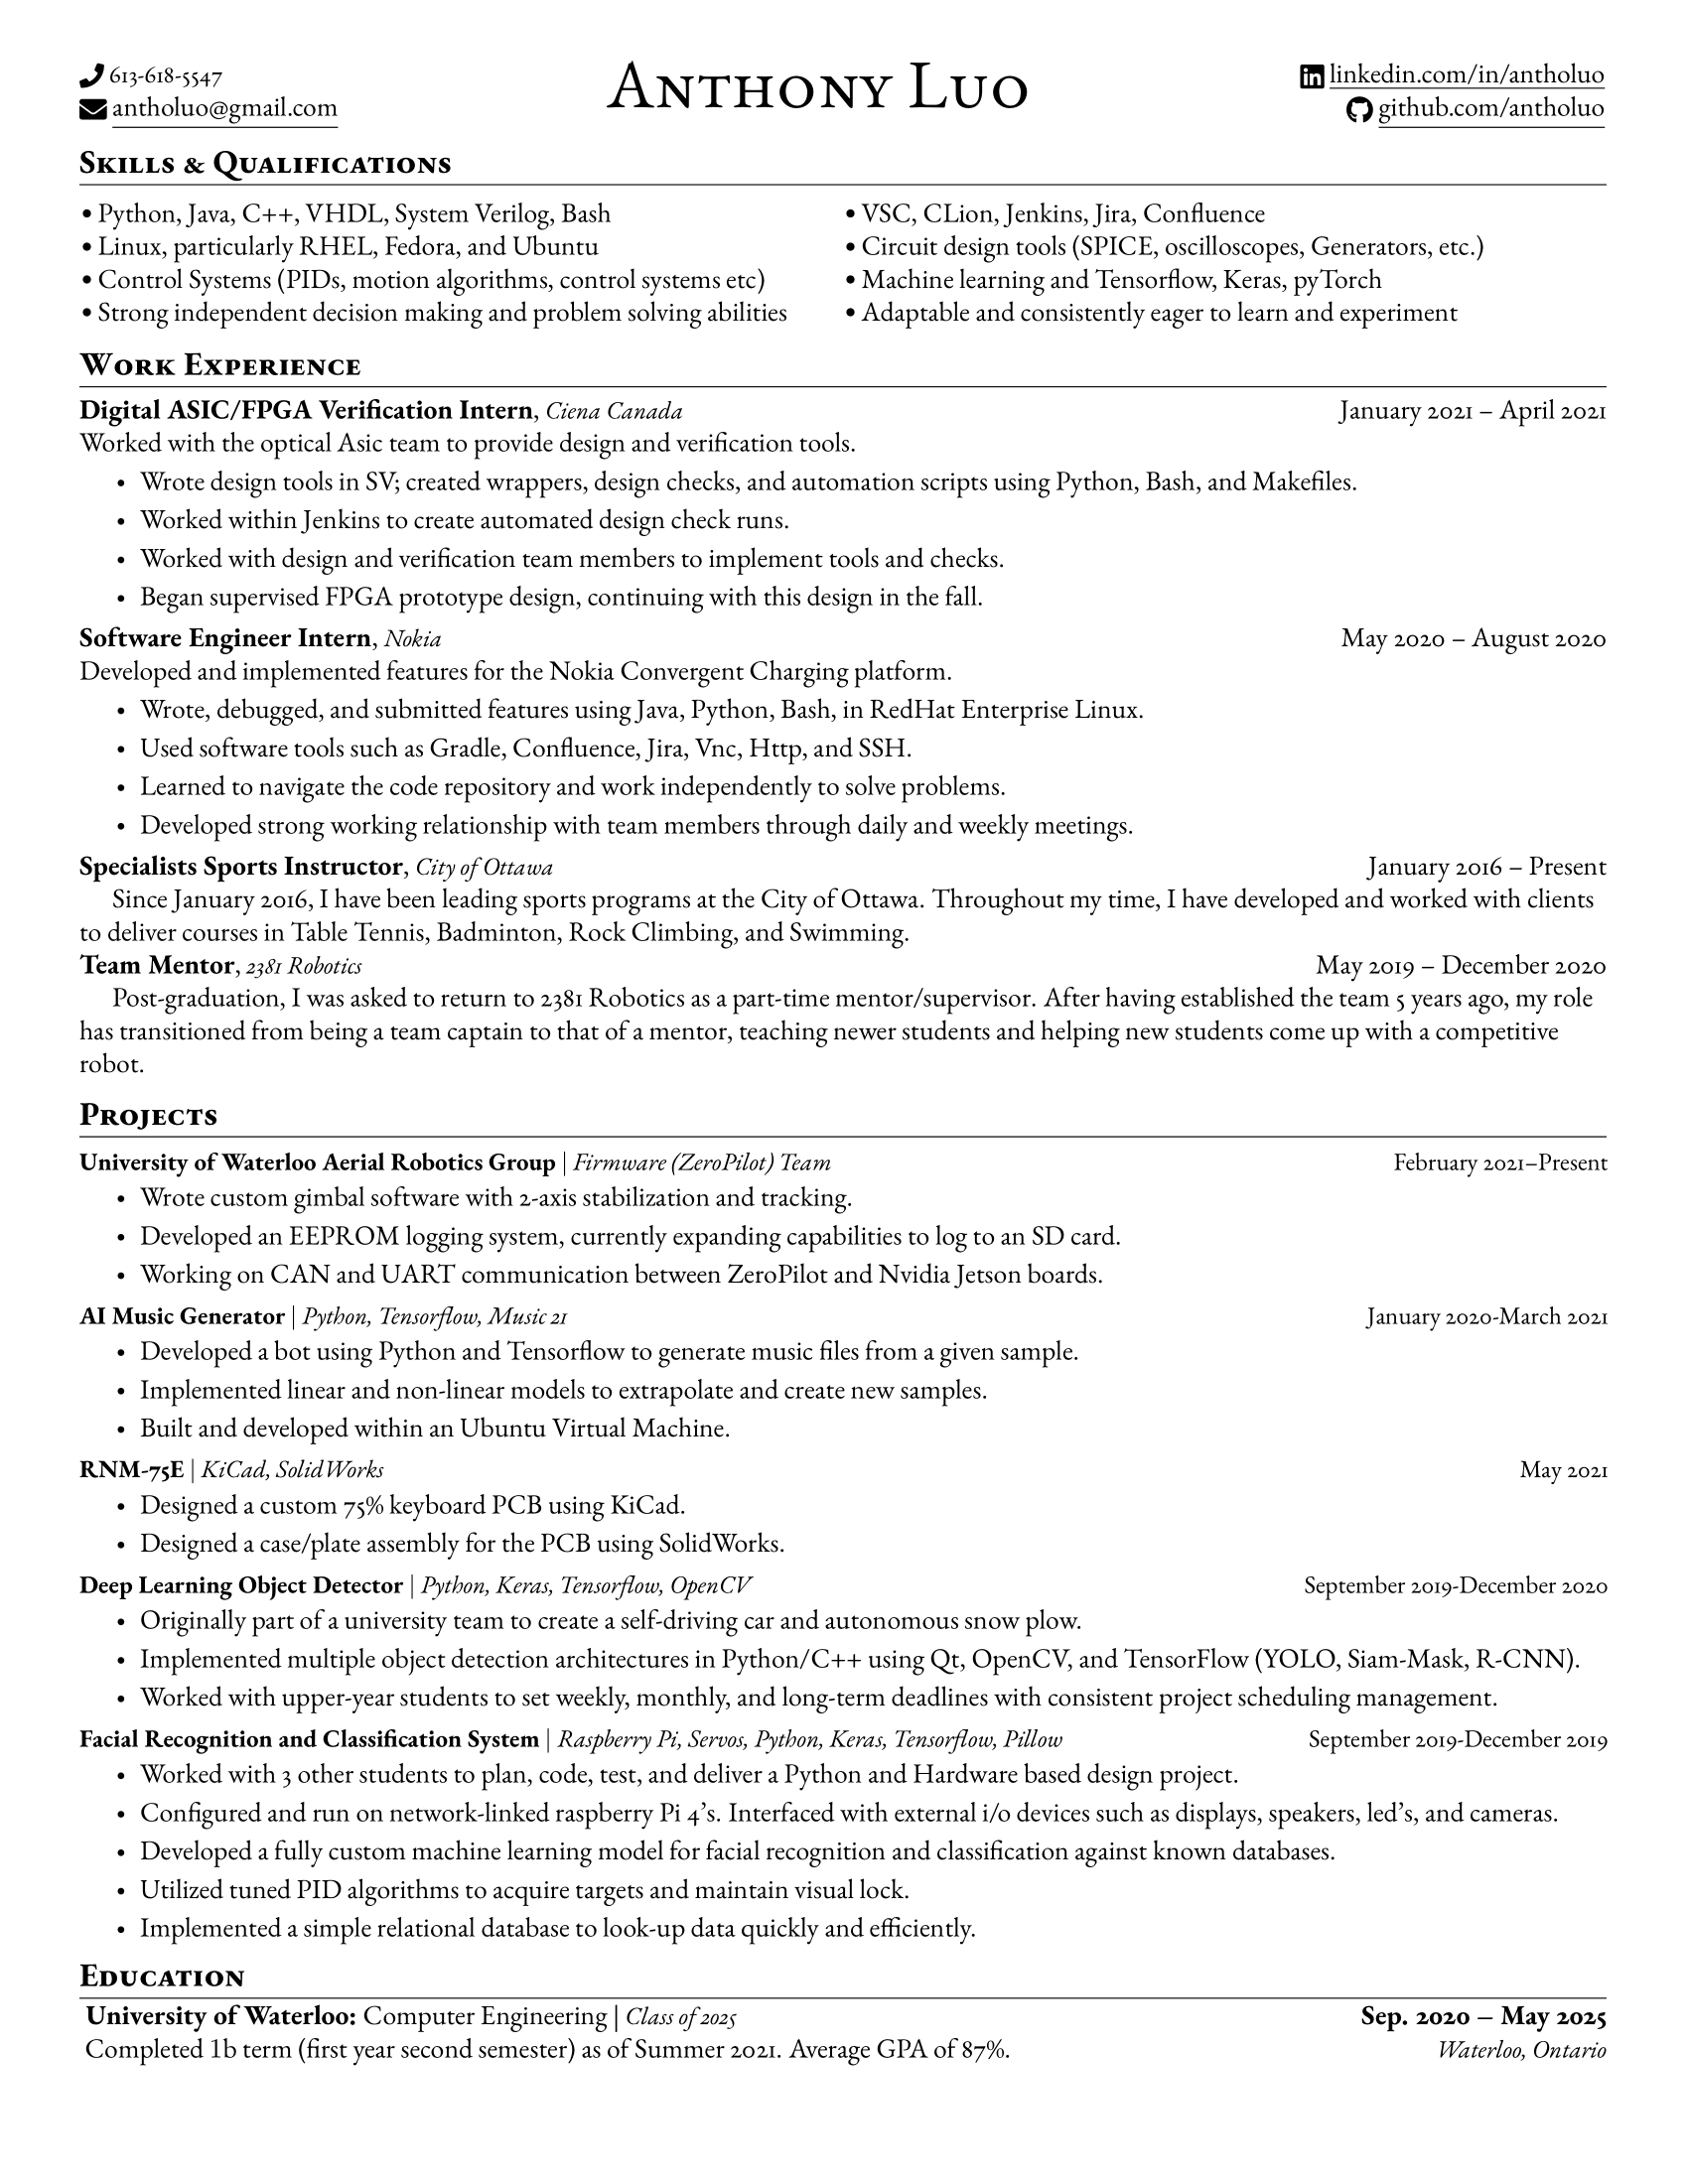 613-618-5547
antholuo@gmail.com
Anthony Luo
linkedin.com/in/antholuo
github.com/antholuo
Skills & Qualifications
• Python, Java, C++, VHDL, System Verilog, Bash
• Linux, particularly RHEL, Fedora, and Ubuntu
• Control Systems (PIDs, motion algorithms, control systems etc)
• Strong independent decision making and problem solving abilities
• VSC, CLion, Jenkins, Jira, Confluence
• Circuit design tools (SPICE, oscilloscopes, Generators, etc.)
• Machine learning and Tensorflow, Keras, pyTorch
• Adaptable and consistently eager to learn and experiment
Work Experience
Digital ASIC/FPGA Verification Intern, Ciena Canada January 2021 – April 2021
Worked with the optical Asic team to provide design and verification tools.
• Wrote design tools in SV; created wrappers, design checks, and automation scripts using Python, Bash, and Makefiles.
• Worked within Jenkins to create automated design check runs.
• Worked with design and verification team members to implement tools and checks.
• Began supervised FPGA prototype design, continuing with this design in the fall.
Software Engineer Intern, Nokia May 2020 – August 2020
Developed and implemented features for the Nokia Convergent Charging platform.
• Wrote, debugged, and submitted features using Java, Python, Bash, in RedHat Enterprise Linux.
• Used software tools such as Gradle, Confluence, Jira, Vnc, Http, and SSH.
• Learned to navigate the code repository and work independently to solve problems.
• Developed strong working relationship with team members through daily and weekly meetings.
Specialists Sports Instructor, City of Ottawa January 2016 – Present
Since January 2016, I have been leading sports programs at the City of Ottawa. Throughout my time, I have developed and worked with clients
to deliver courses in Table Tennis, Badminton, Rock Climbing, and Swimming.
Team Mentor, 2381 Robotics May 2019 – December 2020
Post-graduation, I was asked to return to 2381 Robotics as a part-time mentor/supervisor. After having established the team 5 years ago, my role
has transitioned from being a team captain to that of a mentor, teaching newer students and helping new students come up with a competitive
robot.
Projects
University of Waterloo Aerial Robotics Group | Firmware (ZeroPilot) Team February 2021–Present
• Wrote custom gimbal software with 2-axis stabilization and tracking.
• Developed an EEPROM logging system, currently expanding capabilities to log to an SD card.
• Working on CAN and UART communication between ZeroPilot and Nvidia Jetson boards.
AI Music Generator | Python, Tensorflow, Music 21 January 2020-March 2021
• Developed a bot using Python and Tensorflow to generate music files from a given sample.
• Implemented linear and non-linear models to extrapolate and create new samples.
• Built and developed within an Ubuntu Virtual Machine.
RNM-75E | KiCad, SolidWorks May 2021
• Designed a custom 75% keyboard PCB using KiCad.
• Designed a case/plate assembly for the PCB using SolidWorks.
Deep Learning Object Detector | Python, Keras, Tensorflow, OpenCV September 2019-December 2020
• Originally part of a university team to create a self-driving car and autonomous snow plow.
• Implemented multiple object detection architectures in Python/C++ using Qt, OpenCV, and TensorFlow (YOLO, Siam-Mask, R-CNN).
• Worked with upper-year students to set weekly, monthly, and long-term deadlines with consistent project scheduling management.
Facial Recognition and Classification System | Raspberry Pi, Servos, Python, Keras, Tensorflow, Pillow September 2019-December 2019
• Worked with 3 other students to plan, code, test, and deliver a Python and Hardware based design project.
• Configured and run on network-linked raspberry Pi 4’s. Interfaced with external i/o devices such as displays, speakers, led’s, and cameras.
• Developed a fully custom machine learning model for facial recognition and classification against known databases.
• Utilized tuned PID algorithms to acquire targets and maintain visual lock.
• Implemented a simple relational database to look-up data quickly and efficiently.
Education
University of Waterloo: Computer Engineering | Class of 2025 Sep. 2020 – May 2025
Completed 1b term (first year second semester) as of Summer 2021. Average GPA of 87%. Waterloo, Ontario